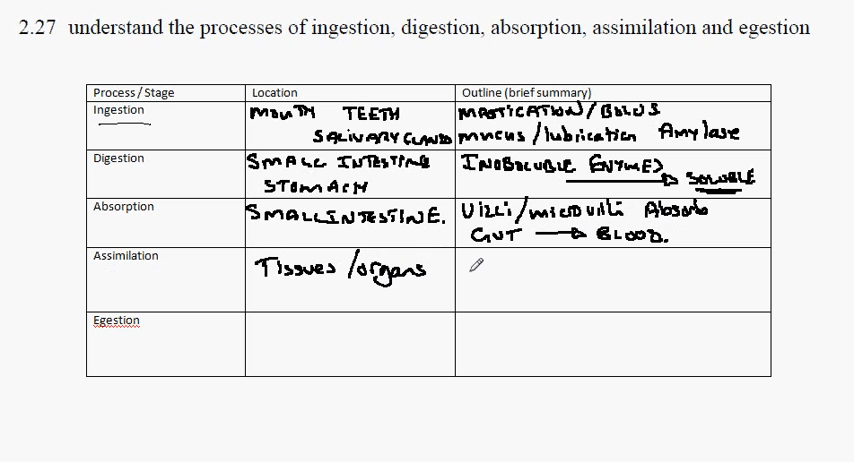 2.27 understand the processes of ingestion, digestion, absorption, assimilation and egestion
Process / Stage Location Outline (brief summary)
Ingestion MOUTH TEETH MASTICATION / BOLUS
SALIVARY GLANDS mucus / lubrication Amylase
Digestion SMALL INTESTINE INSOLUBLE ENZYMES
STOMACH SOLUBLE
Absorption SMALL INTESTINE. Villi / microvilli Absorb
GUT → BLOOD.
Assimilation Tissues / organs
Egestion